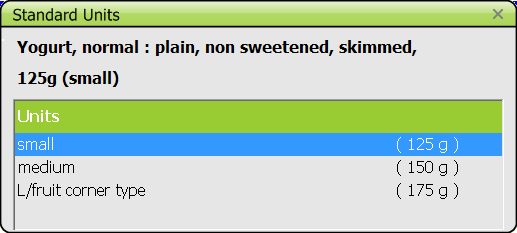 Standard Units
Yogurt, normal : plain, non sweetened, skimmed,
125g (small)
Units
small ( 125 g )
medium ( 150 g )
L/fruit corner type ( 175 g )